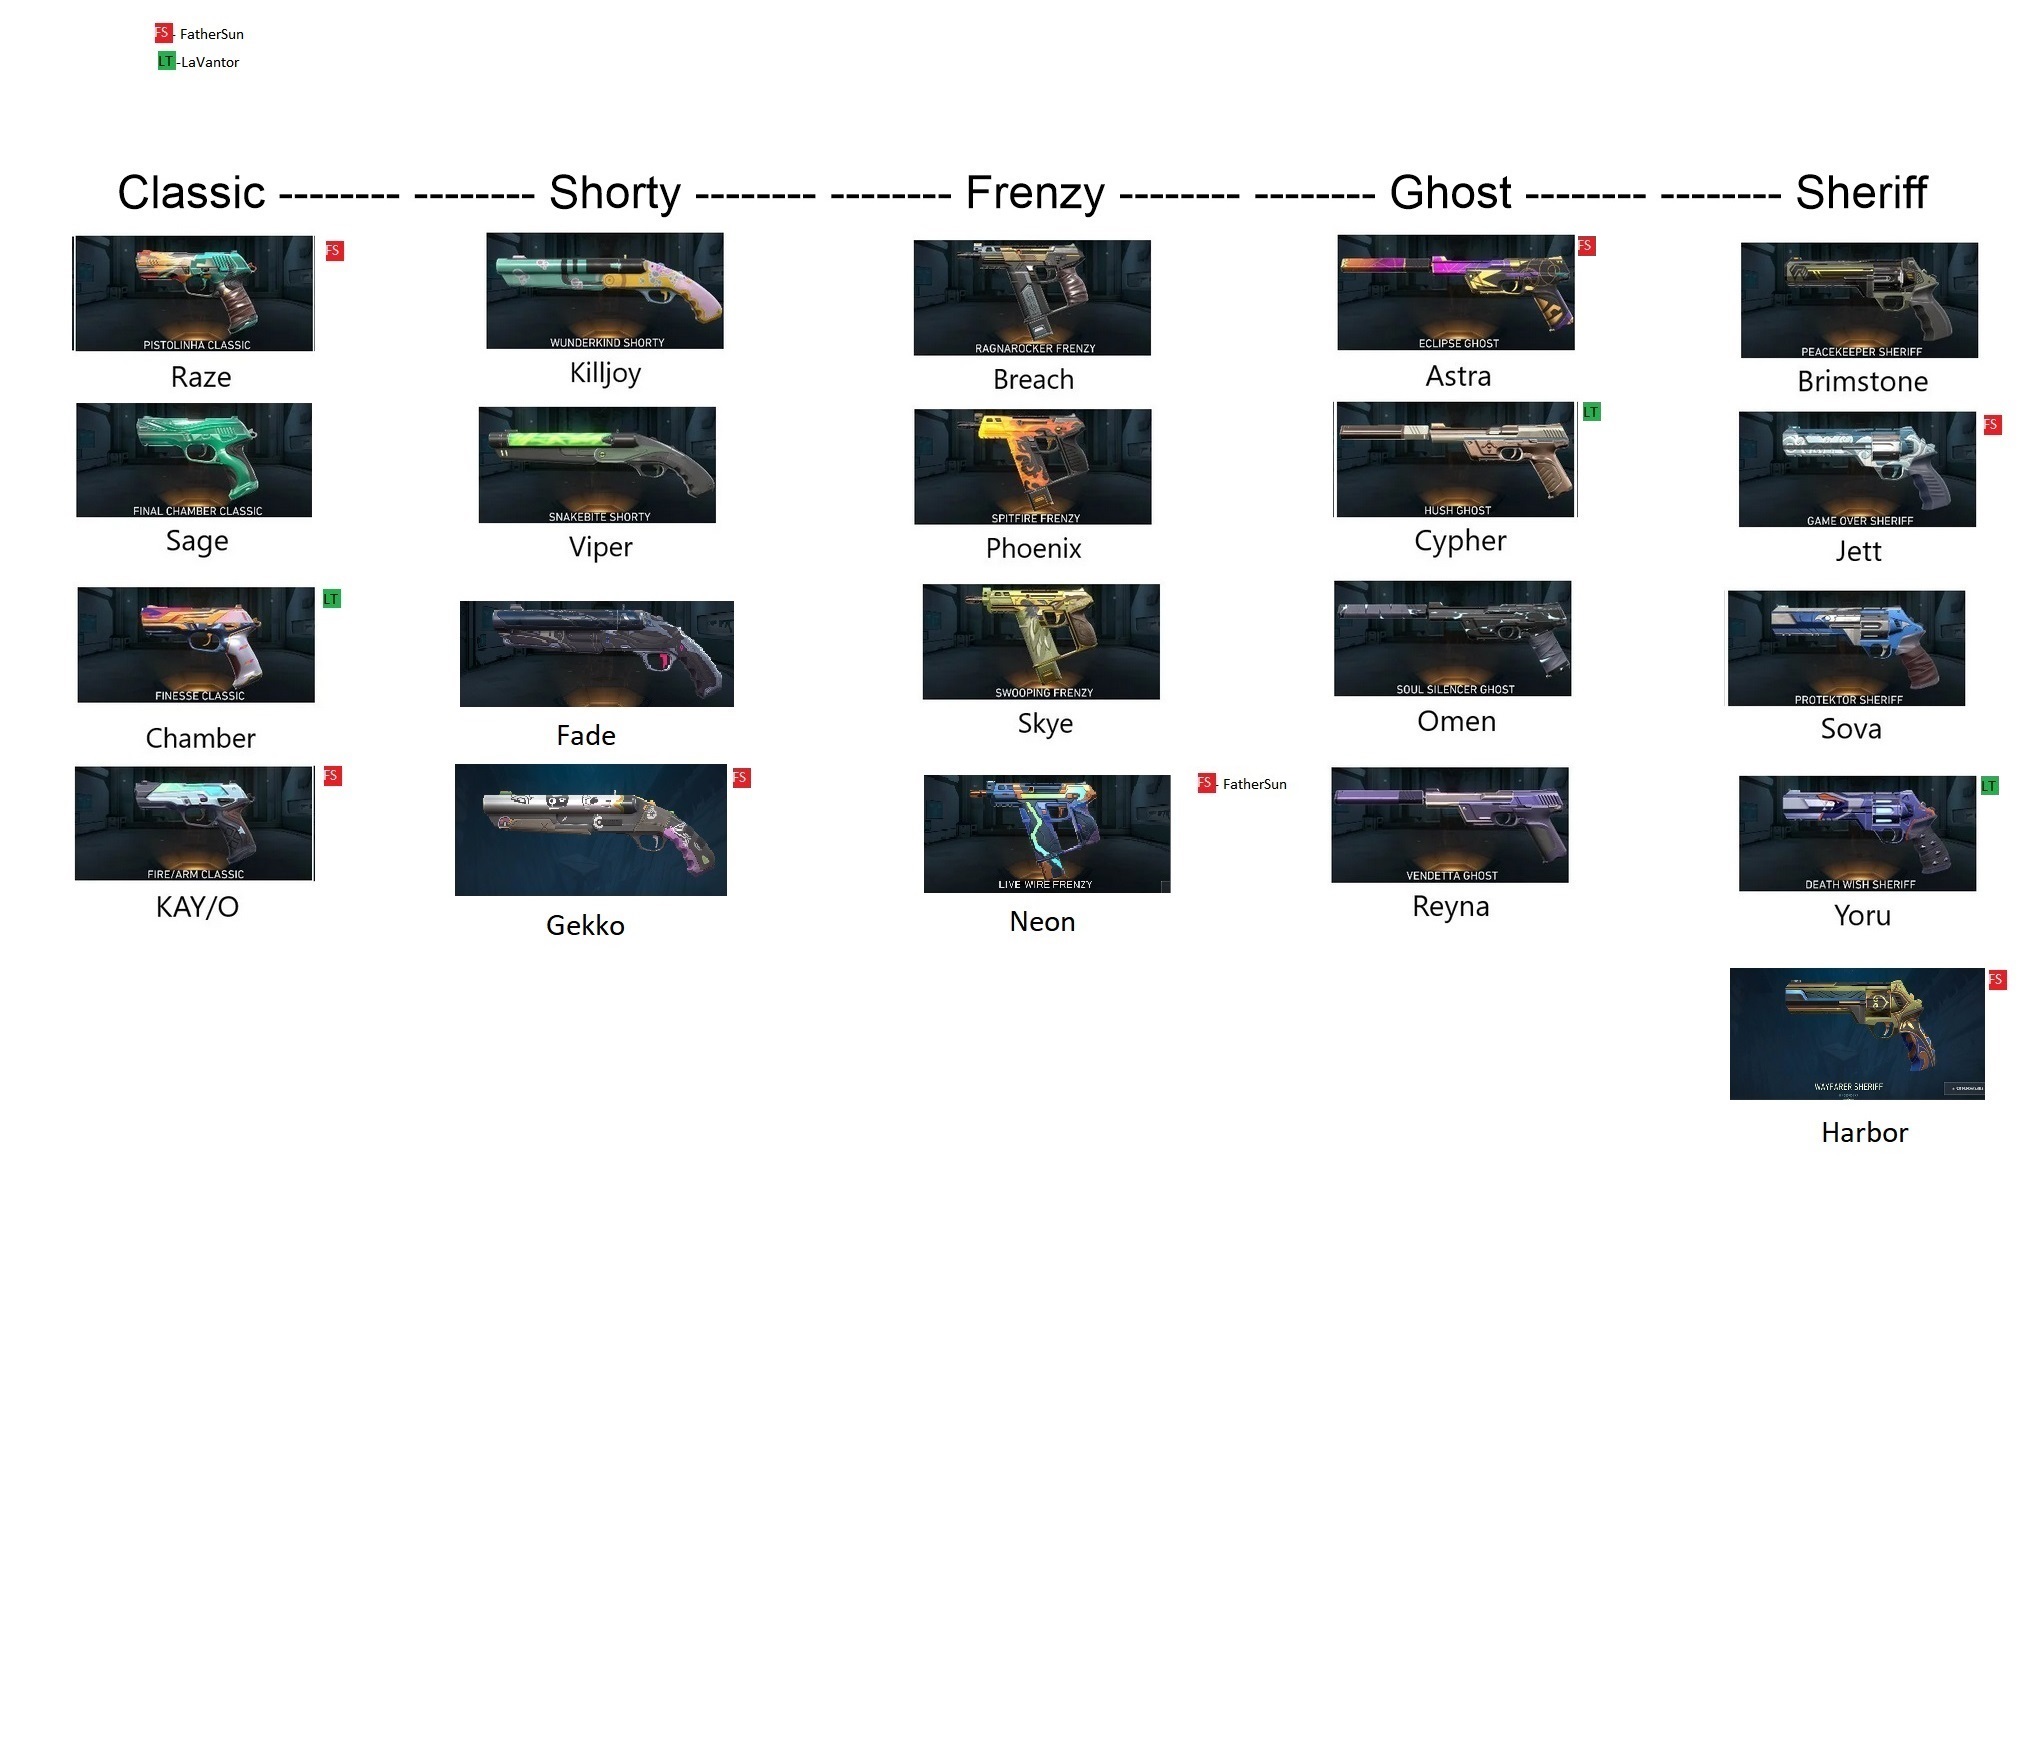 FS - FatherSun
LT -LaVantor
Classic -------- -------- Shorty -------- -------- Frenzy -------- -------- Ghost -------- -------- Sheriff
FS
FS
PISTOLINHA CLASSIC
WUNDERKIND SHORTY
RAGNAROCKER FRENZY
ECLIPSE GHOST
PEACEKEEPER SHERIFF
Raze
Killjoy
Breach
Astra
Brimstone
LT
FS
FINAL CHAMBER CLASSIC
SNAKEBITE SHORTY
SPITFIRE FRENZY
HUSH GHOST
GAME OVER SHERIFF
Sage
Viper
Phoenix
Cypher
Jett
LT
FINESSE CLASSIC
SWOOPING FRENZY
SOUL SILENCER GHOST
PROTEKTOR SHERIFF
Chamber
Fade
Skye
Omen
Sova
FS
FS
FS - FatherSun
LT
FIRE/ARM CLASSIC
LIVE WIRE FRENZY
VENDETTA GHOST
DEATH WISH SHERIFF
KAY/O
Gekko
Neon
Reyna
Yoru
FS
WAYFARER SHERIFF
Harbor